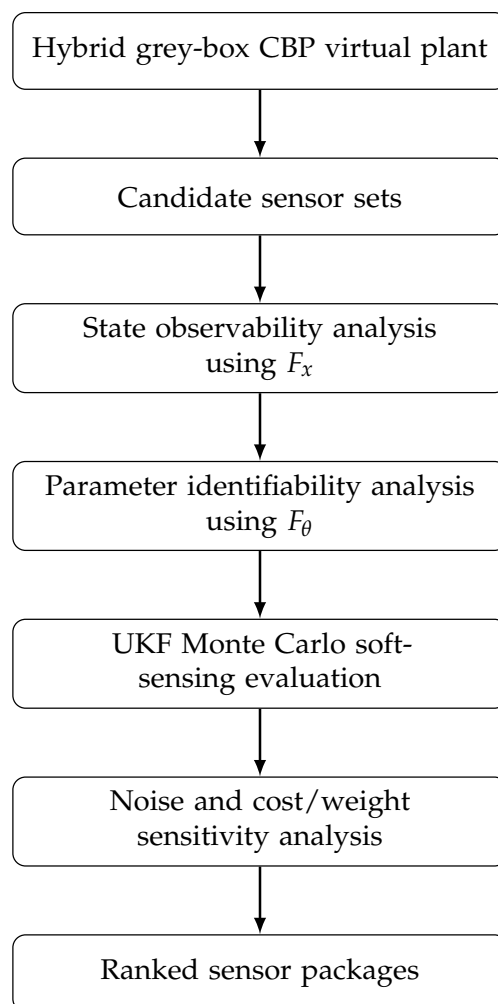 Hybrid grey-box CBP virtual plant
Candidate sensor sets
State observability analysis
using Fₓ
Parameter identifiability analysis
using F_θ
UKF Monte Carlo soft-
sensing evaluation
Noise and cost/weight
sensitivity analysis
Ranked sensor packages